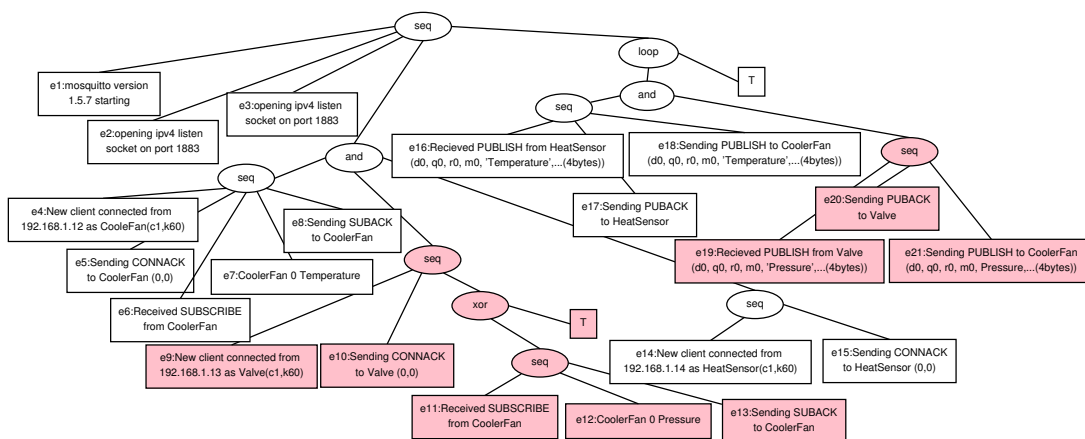 seq
loop
T
e1:mosquitto version
1.5.7 starting
e3:opening ipv4 listen
socket on port 1883
and
seq
e2:opening ipv4 listen
socket on port 1883
e16:Recieved PUBLISH from HeatSensor
(d0, q0, r0, m0, 'Temperature',...(4bytes))
e18:Sending PUBLISH to CoolerFan
(d0, q0, r0, m0, 'Temperature',...(4bytes))
seq
and
seq
e4:New client connected from
192.168.1.12 as CooleFan(c1,k60)
e8:Sending SUBACK
to CoolerFan
e17:Sending PUBACK
to HeatSensor
e20:Sending PUBACK
to Valve
e5:Sending CONNACK
to CoolerFan (0,0)
e7:CoolerFan 0 Temperature
seq
e19:Recieved PUBLISH from Valve
(d0, q0, r0, m0, 'Pressure',...(4bytes))
e21:Sending PUBLISH to CoolerFan
(d0, q0, r0, m0, Pressure,...(4bytes))
e6:Received SUBSCRIBE
from CoolerFan
xor
T
seq
e9:New client connected from
192.168.1.13 as Valve(c1,k60)
e10:Sending CONNACK
to Valve (0,0)
seq
e14:New client connected from
192.168.1.14 as HeatSensor(c1,k60)
e15:Sending CONNACK
to HeatSensor (0,0)
e11:Received SUBSCRIBE
from CoolerFan
e12:CoolerFan 0 Pressure
e13:Sending SUBACK
to CoolerFan